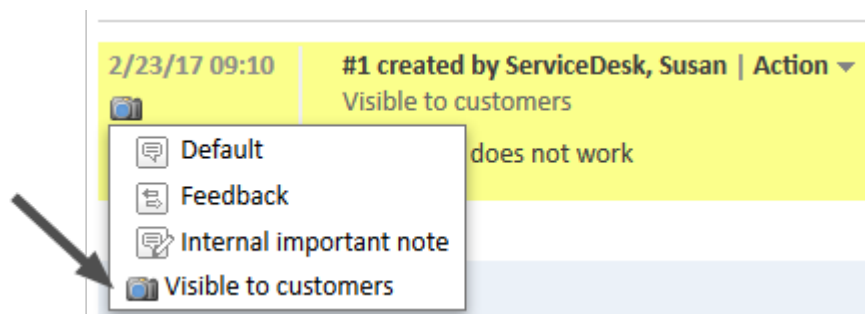 2/23/17 09:10 #1 created by ServiceDesk, Susan | Action
Visible to customers
does not work
Default
Feedback
Internal important note
Visible to customers